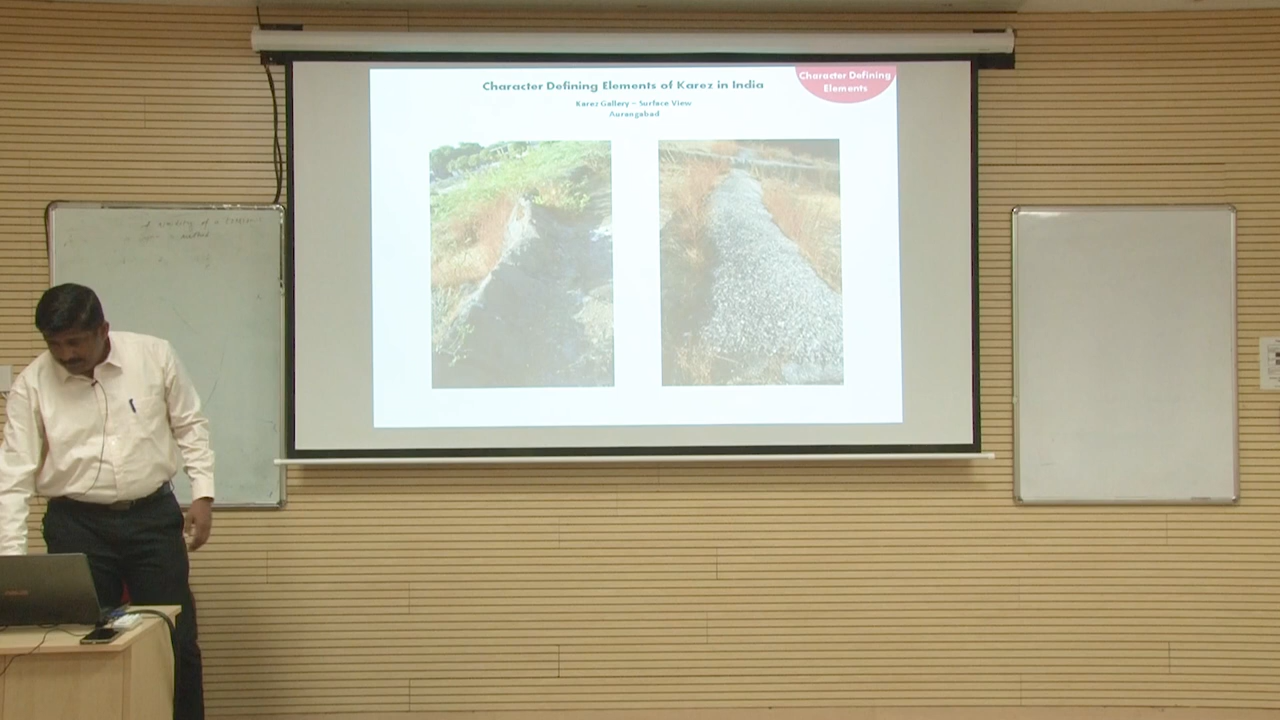 Character Defining Elements of Karez in India
Karez Gallery – Surface View
Aurangabad
Character Defining
Elements